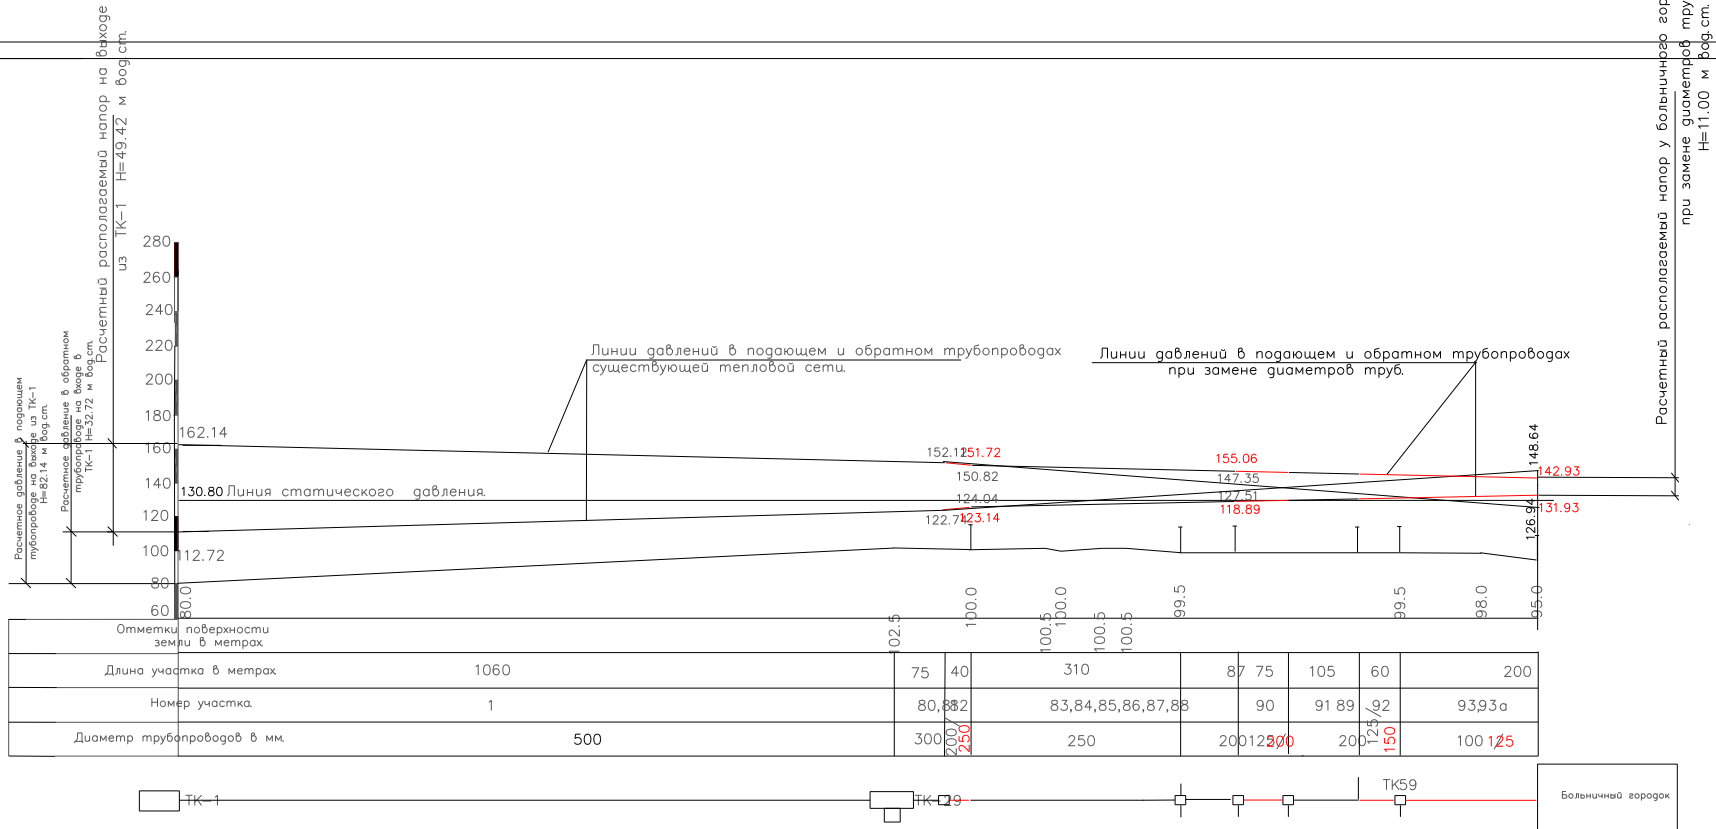 Расчетный располагаемый напор на выходе
из ТК-1 H=49.42 м вод.ст.
Расчетный располагаемый напор у больничного гор
при замене диаметров тру
H=11.00 м вод.ст.
Расчетное давление в подающем
тубопроводе на выходе из ТК-1
H=82.14 м вод.ст.
Расчетное давление в обратном
трубопроводе на входе в
ТК-1 H=32.72 м вод.ст.
280
260
240
220
200
180
160
140
120
100
80
60
162.14
130.80 Линия статического давления.
112.72
Линии давлений в подающем и обратном трубопроводах
существующей тепловой сети.
Линии давлений в подающем и обратном трубопроводах
при замене диаметров труб.
152.12 151.72
150.82
124.04
122.74 123.14
155.06
147.35
127.51
118.89
148.64
142.93
131.93
126.94
Отметки поверхности
земли в метрах
80.0 102.5 100.0 100.5 100.0 100.5 100.5 99.5 99.5 98.0 95.0
Длина участка в метрах
1060 75 40 310 87 75 105 60 200
Номер участка.
1 80,81 82 83,84,85,86,87,88 90 91 89 92 93,93а
Диаметр трубопроводов в мм.
500 300 200/ 250 250 200 125/ 200 200 125/ 150 100 / 125
ТК-1 ТК-29 ТК59 Больничный городок